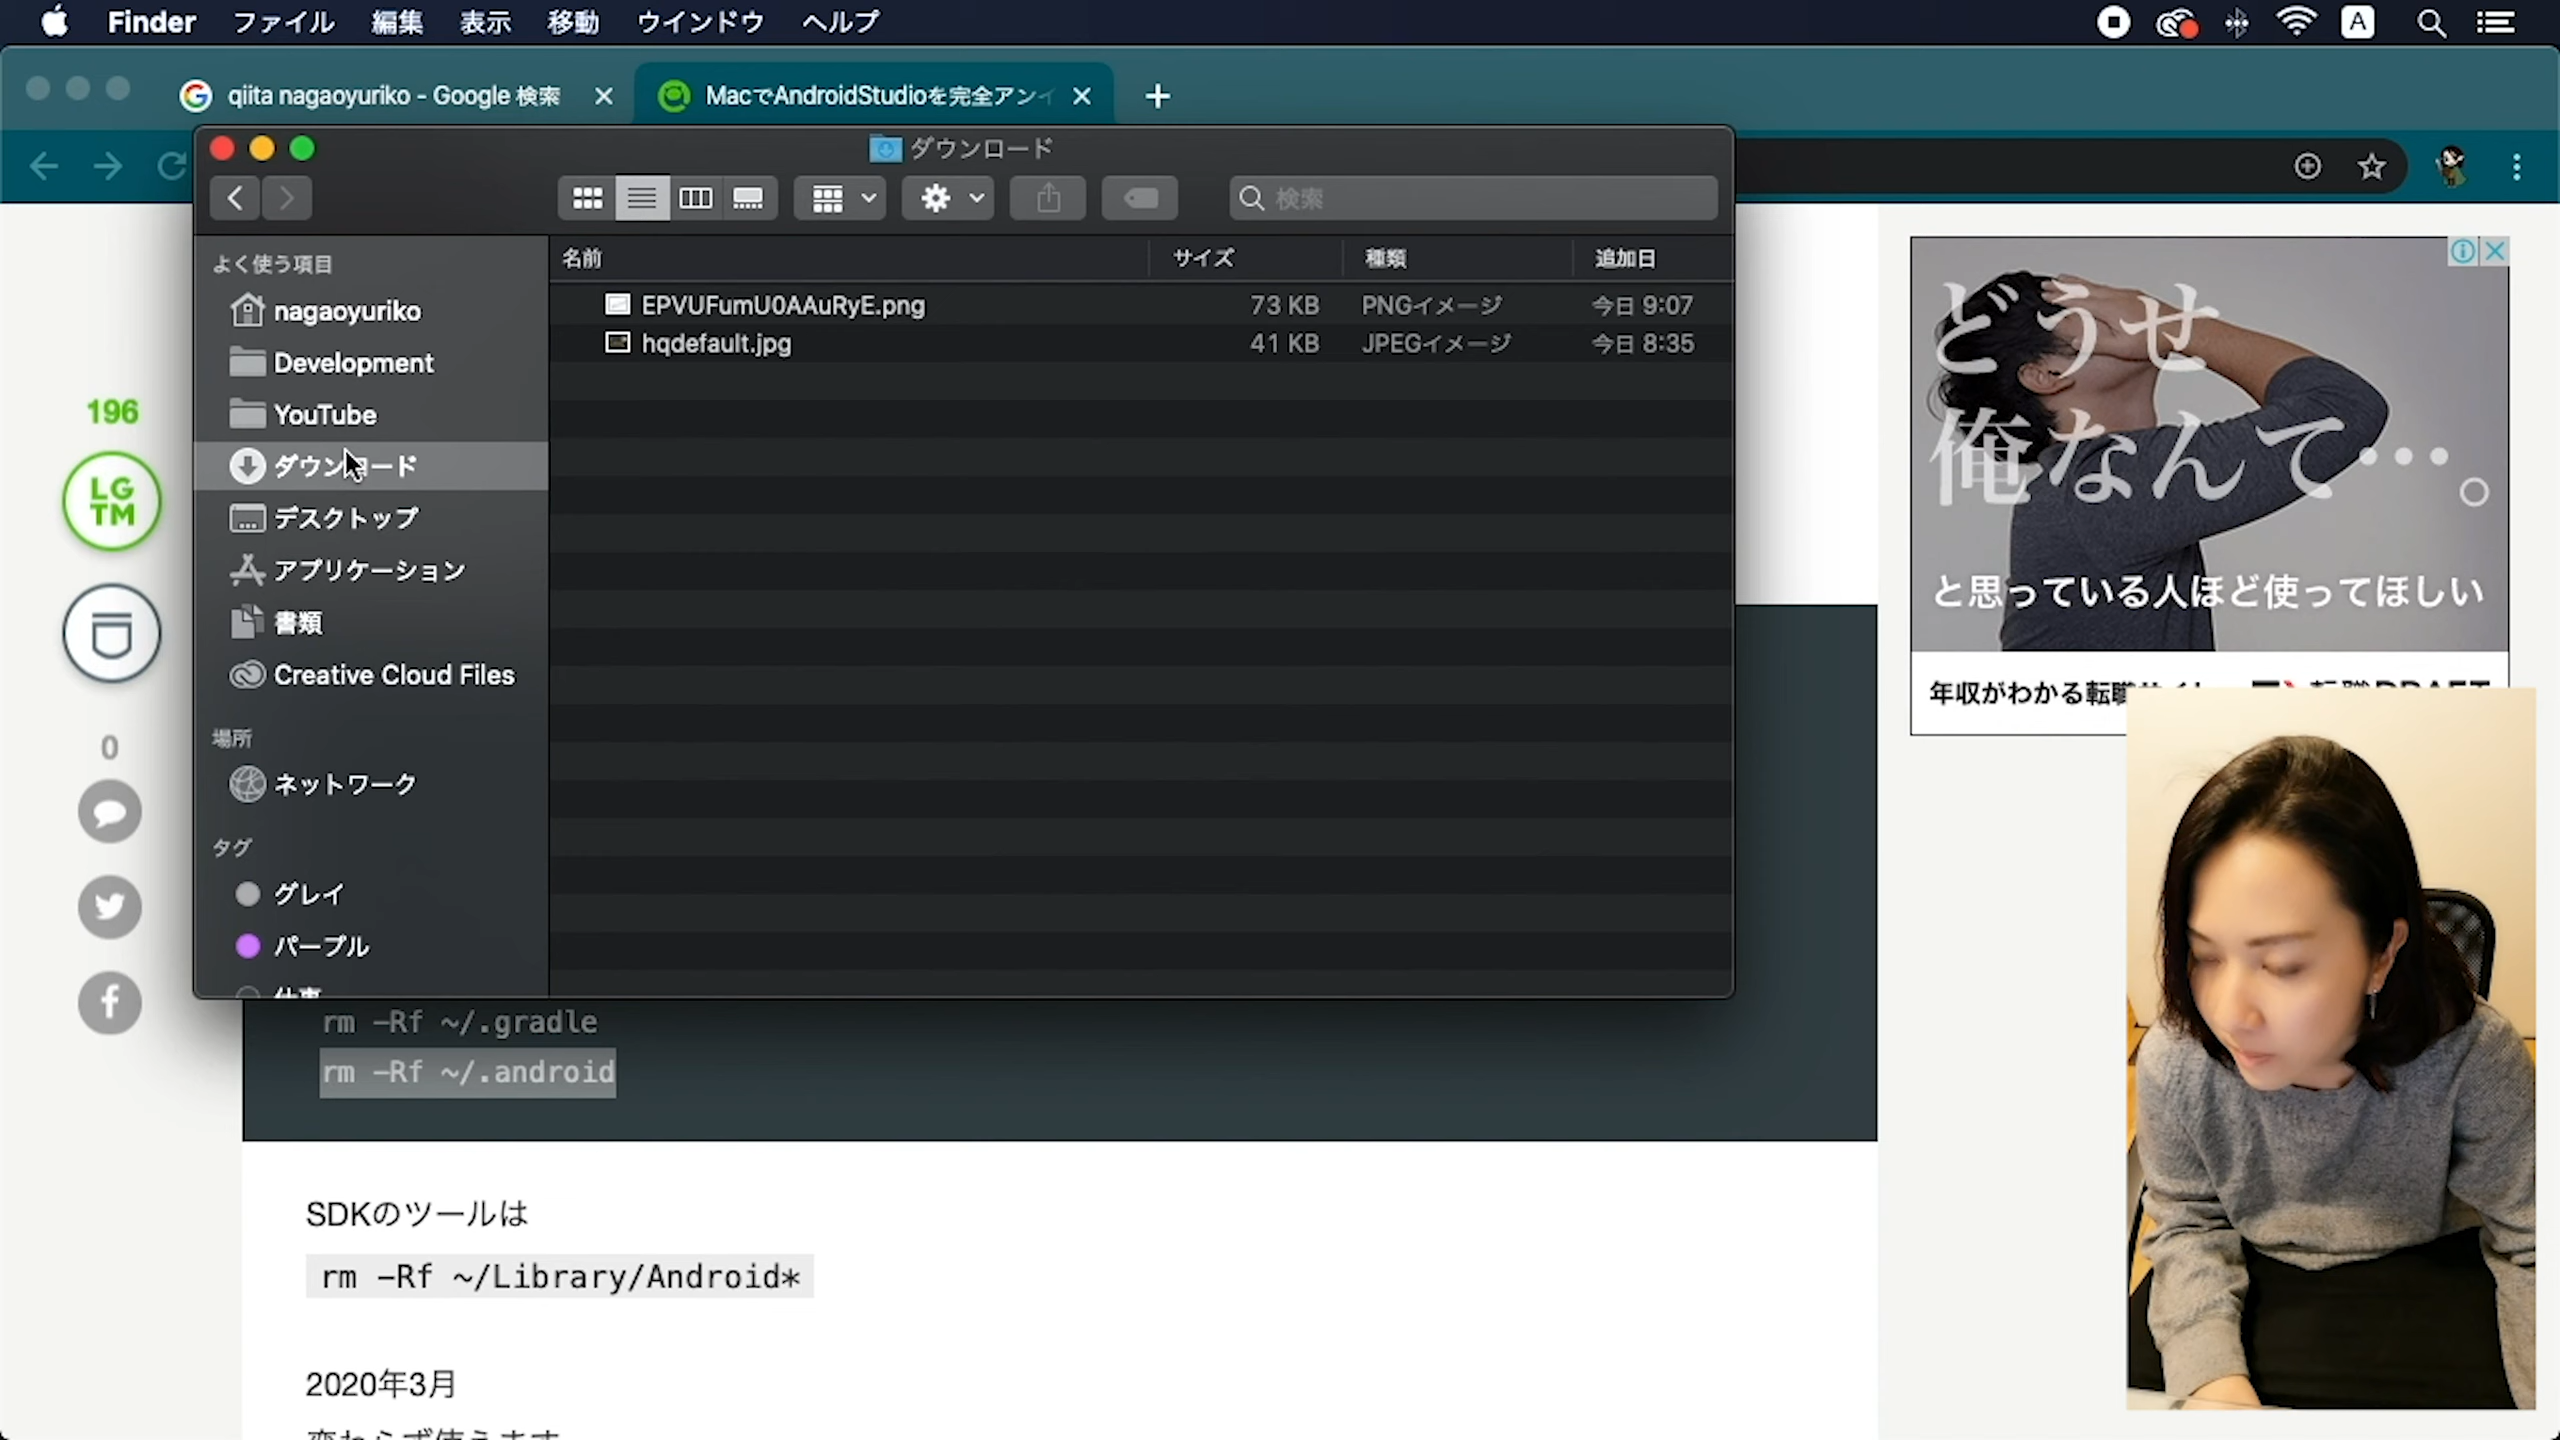 Finder ファイル 編集 表示 移動 ウインドウ ヘルプ A
qiita nagaoyuriko - Google 検索
MacでAndroidStudioを完全アン
ダウンロード
検索
よく使う項目
nagaoyuriko
Development
YouTube
ダウンロード
デスクトップ
アプリケーション
書類
Creative Cloud Files
場所
ネットワーク
タグ
グレイ
パープル
名前 サイズ 種類 追加日
EPVUFumU0AAuRyE.png 73 KB PNGイメージ 今日 9:07
hqdefault.jpg 41 KB JPEGイメージ 今日 8:35
196
LG
TM
0
rm -Rf ~/.gradle
rm -Rf ~/.android
SDKのツールは
rm -Rf ~/Library/Android*
2020年3月
変わらず使えます
どうせ
俺なんて…。
と思っている人ほど使ってほしい
年収がわかる転職